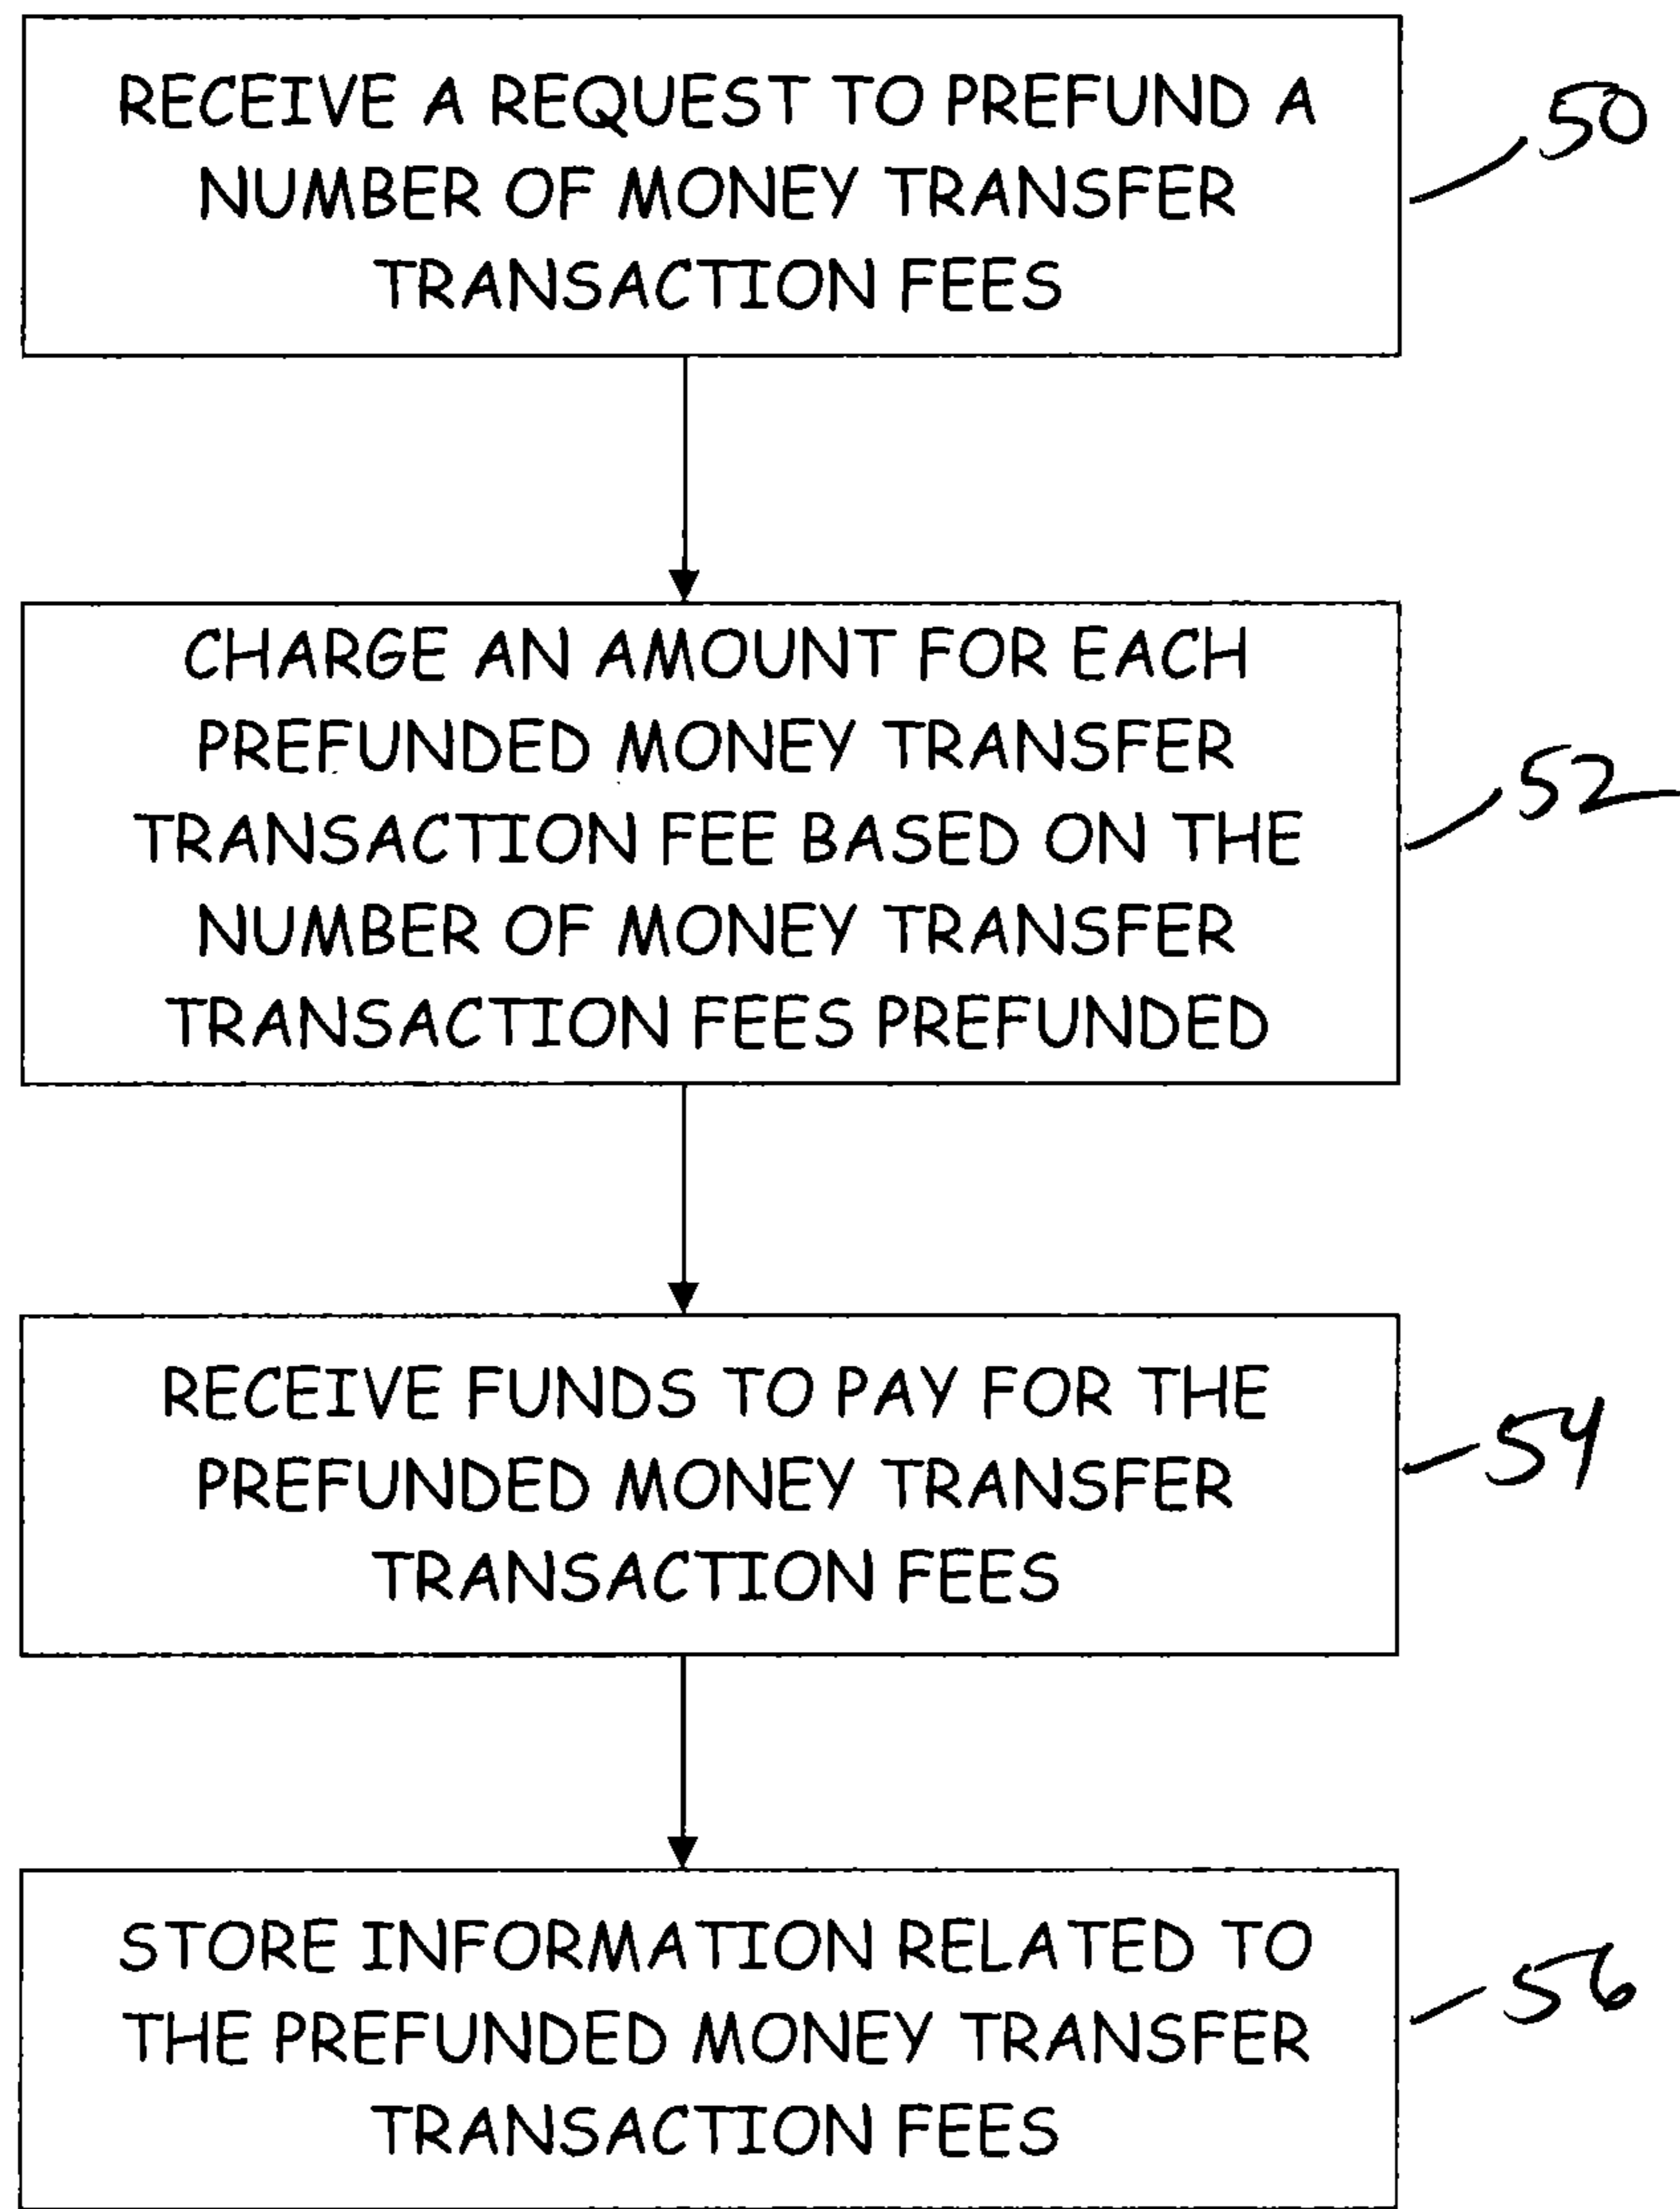 RECEIVE A REQUEST TO PREFUND A
NUMBER OF MONEY TRANSFER
TRANSACTION FEES
50
CHARGE AN AMOUNT FOR EACH
PREFUNDED MONEY TRANSFER
TRANSACTION FEE BASED ON THE
NUMBER OF MONEY TRANSFER
TRANSACTION FEES PREFUNDED
52
RECEIVE FUNDS TO PAY FOR THE
PREFUNDED MONEY TRANSFER
TRANSACTION FEES
54
STORE INFORMATION RELATED TO
THE PREFUNDED MONEY TRANSFER
TRANSACTION FEES
56